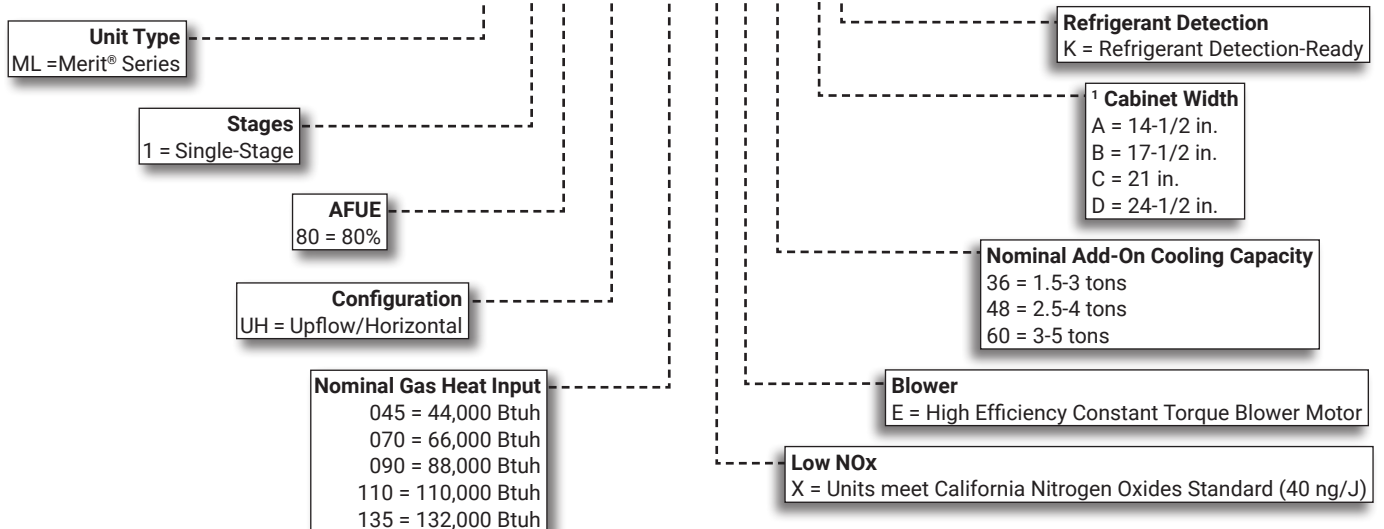 Unit Type
ML =Merit® Series
Stages
1 = Single-Stage
AFUE
80 = 80%
Configuration
UH = Upflow/Horizontal
Nominal Gas Heat Input
045 = 44,000 Btuh
070 = 66,000 Btuh
090 = 88,000 Btuh
110 = 110,000 Btuh
135 = 132,000 Btuh
Refrigerant Detection
K = Refrigerant Detection-Ready
¹ Cabinet Width
A = 14-1/2 in.
B = 17-1/2 in.
C = 21 in.
D = 24-1/2 in.
Nominal Add-On Cooling Capacity
36 = 1.5-3 tons
48 = 2.5-4 tons
60 = 3-5 tons
Blower
E = High Efficiency Constant Torque Blower Motor
Low NOx
X = Units meet California Nitrogen Oxides Standard (40 ng/J)